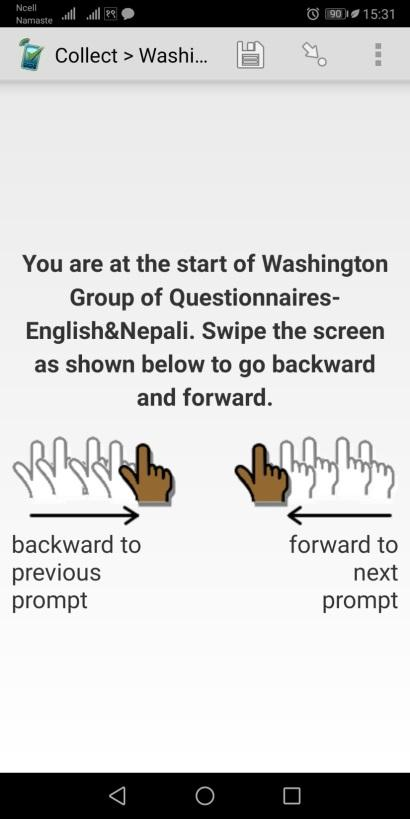 Ncell
Namaste
90
15:31
Collect > Washi...
You are at the start of Washington
Group of Questionnaires-
English&Nepali. Swipe the screen
as shown below to go backward
and forward.
backward to
previous
prompt
forward to
next
prompt